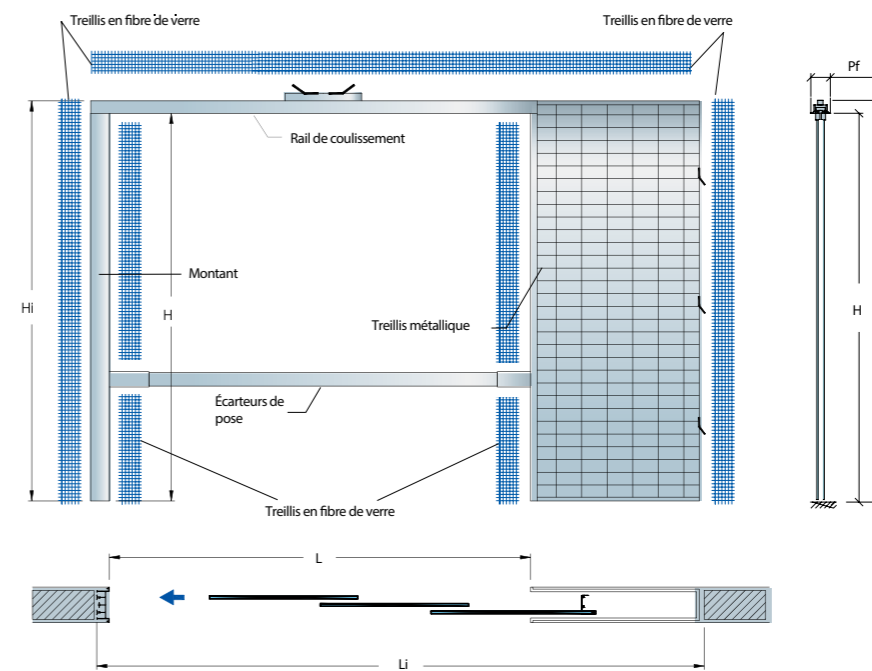 Treillis en fibre de verre
Treillis en fibre de verre
Pf
Rail de coulissement
Montant
Hi
H
Treillis métallique
H
Écarteurs de
pose
Treillis en fibre de verre
L
Li